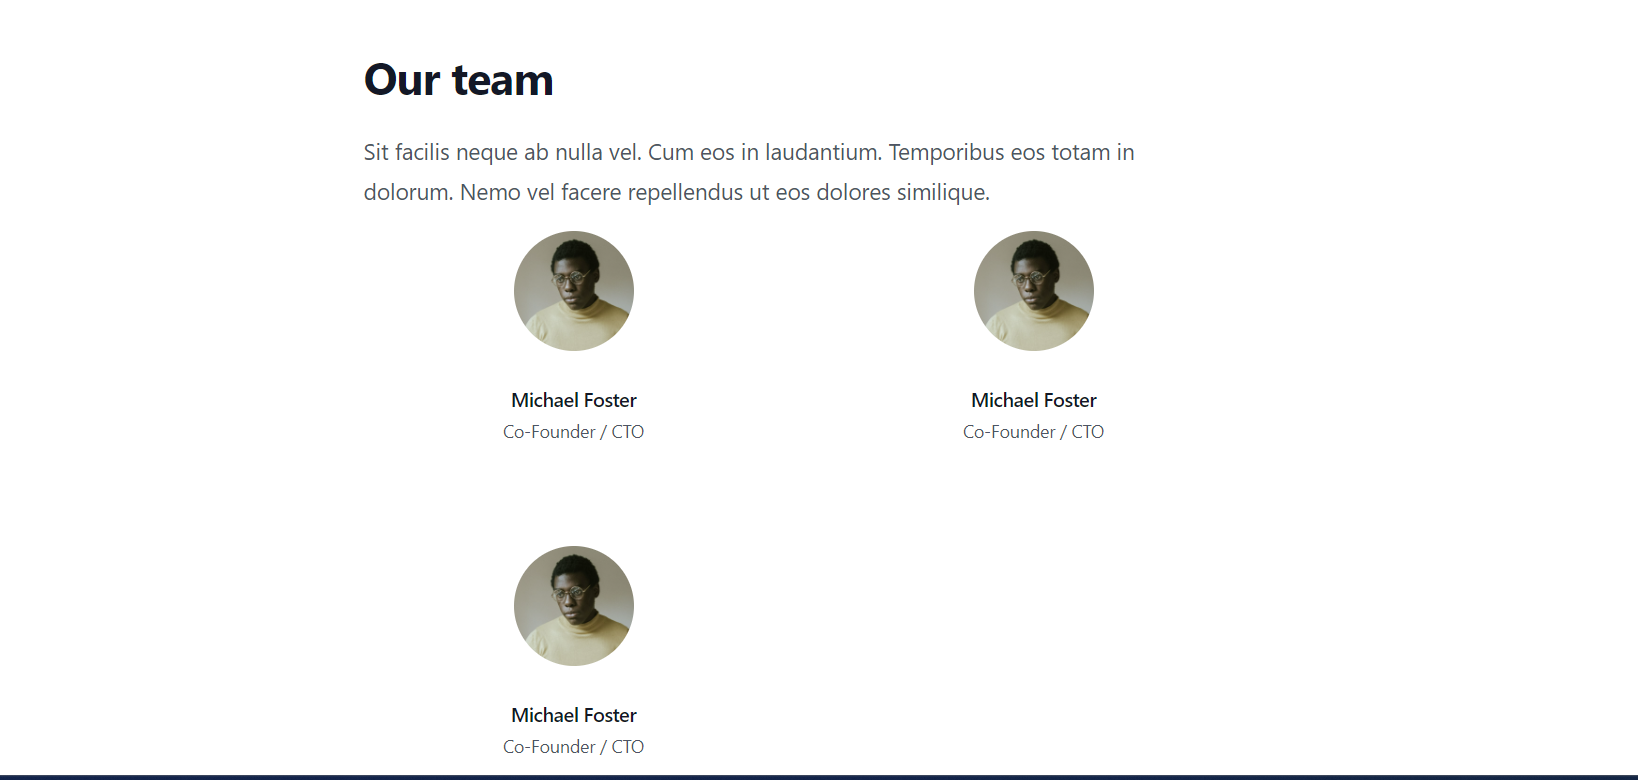 Our team
Sit facilis neque ab nulla vel. Cum eos in laudantium. Temporibus eos totam in
dolorum. Nemo vel facere repellendus ut eos dolores similique.
Michael Foster
Co-Founder / CTO
Michael Foster
Co-Founder / CTO
Michael Foster
Co-Founder / CTO